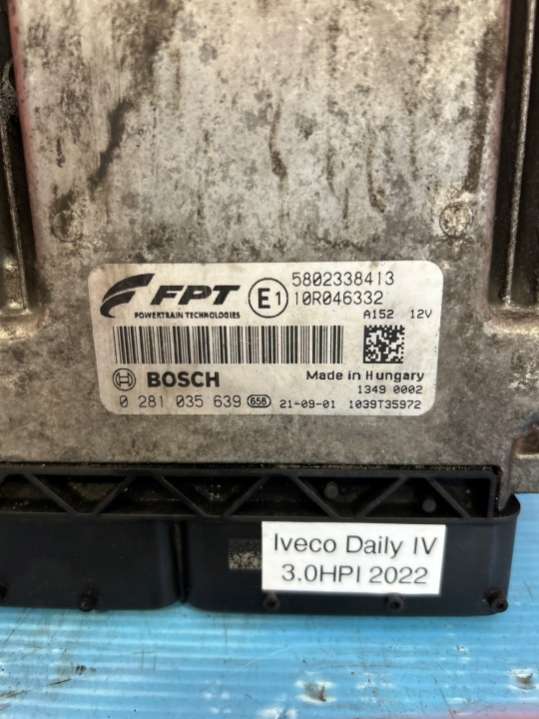 FPT
POWERTRAIN TECHNOLOGIES
E1
5802338413
10R046332
A152 12V
BOSCH
Made in Hungary
1349 0002
0 281 035 639 658 21-09-01 1039T35972
Iveco Daily IV
3.0HPI 2022